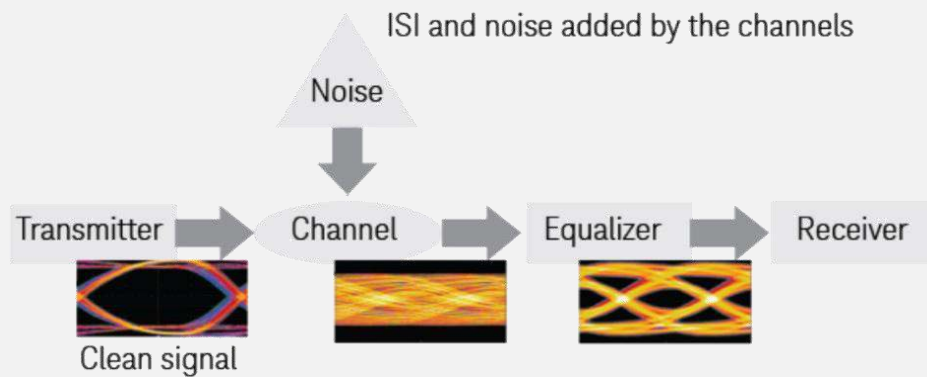 ISI and noise added by the channels
Noise
Transmitter
Channel
Equalizer
Receiver
Clean signal